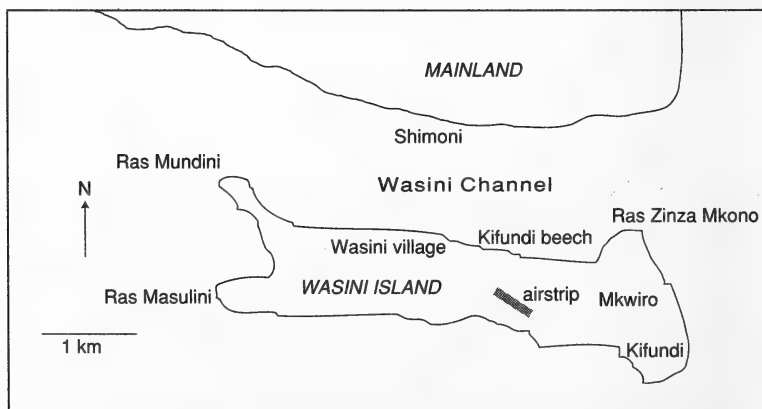 MAINLAND
Shimoni
Ras Mundini
Wasini Channel
N
Ras Zinza Mkono
Kifundi beech
Wasini village
Ras Masulini
WASINI ISLAND
airstrip
Mkwiro
1 km
Kifundi